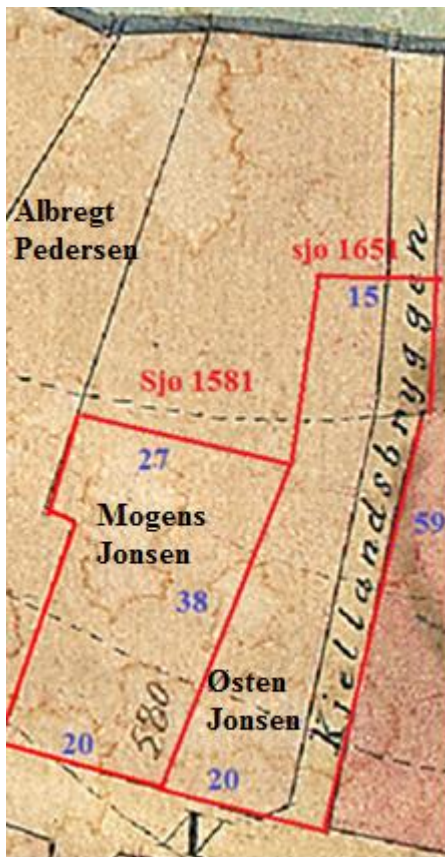 Albregt
Pedersen
sjø 1651
15
Sjø 1581
27
Kiellandsbryggen
59
Mogens
Jonsen
38
Østen
Jonsen
580
20
20